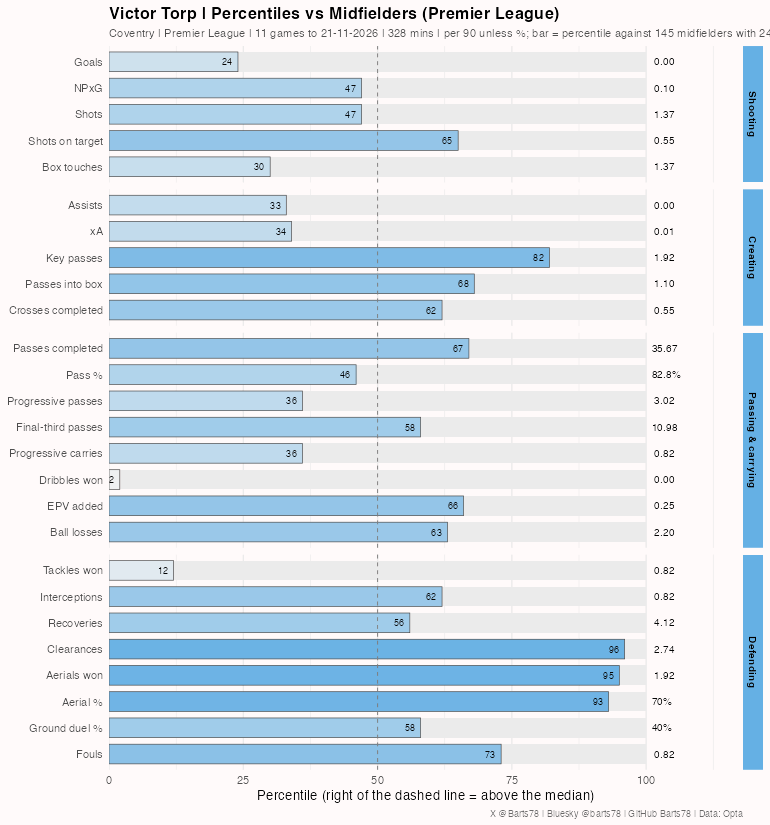 Victor Torp | Percentiles vs Midfielders (Premier League)
Coventry | Premier League | 11 games to 21-11-2026 | 328 mins | per 90 unless %; bar = percentile against 145 midfielders with 24
Goals 24 0.00
NPxG 47 0.10
Shots 47 1.37
Shots on target 65 0.55
Box touches 30 1.37
Shooting
Assists 33 0.00
xA 34 0.01
Key passes 82 1.92
Passes into box 68 1.10
Crosses completed 62 0.55
Creating
Passes completed 67 35.67
Pass % 46 82.8%
Progressive passes 36 3.02
Final-third passes 58 10.98
Progressive carries 36 0.82
Dribbles won 2 0.00
EPV added 66 0.25
Ball losses 63 2.20
Passing & carrying
Tackles won 12 0.82
Interceptions 62 0.82
Recoveries 56 4.12
Clearances 96 2.74
Aerials won 95 1.92
Aerial % 93 70%
Ground duel % 58 40%
Fouls 73 0.82
Defending
0 25 50 75 100
Percentile (right of the dashed line = above the median)
X @Barts78 | Bluesky @barts78 | GitHub Barts78 | Data: Opta